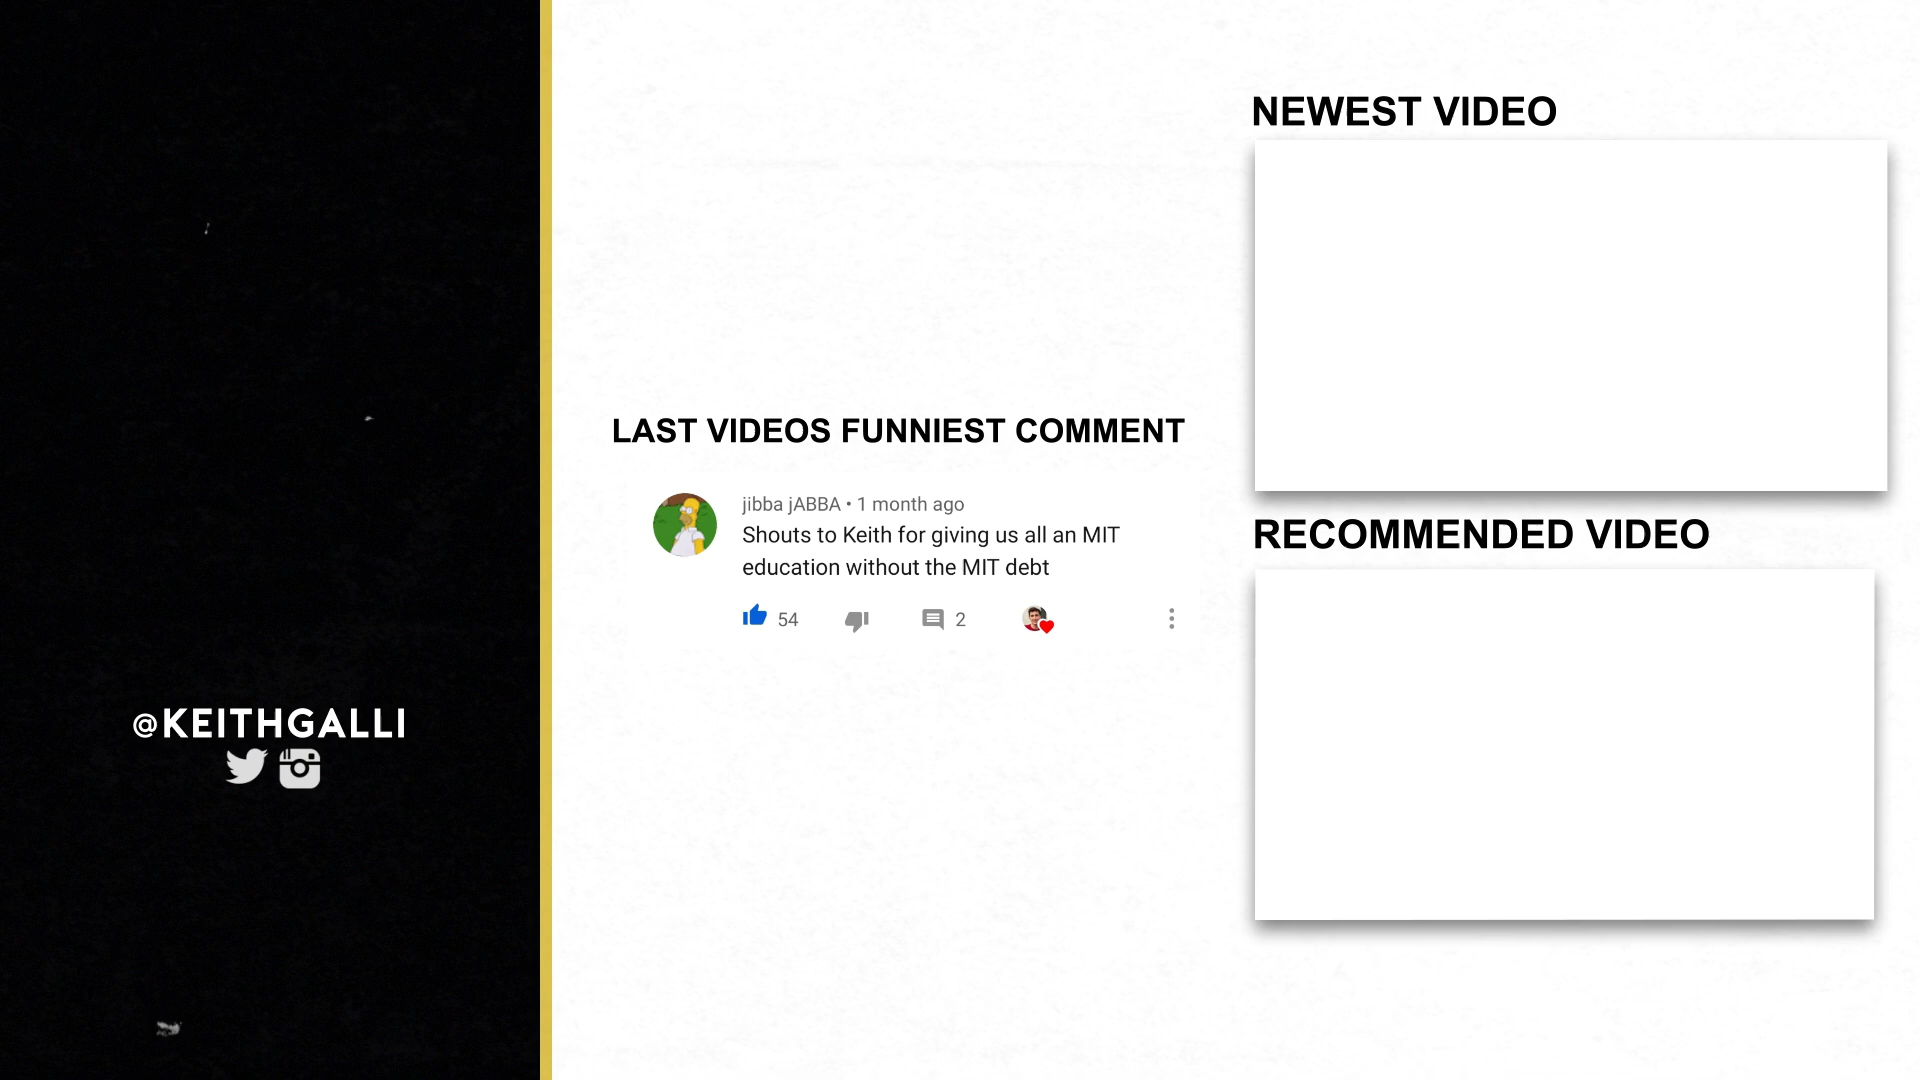 @KEITHGALLI
LAST VIDEOS FUNNIEST COMMENT
jibba jABBA • 1 month ago
Shouts to Keith for giving us all an MIT
education without the MIT debt
54
2
NEWEST VIDEO
RECOMMENDED VIDEO